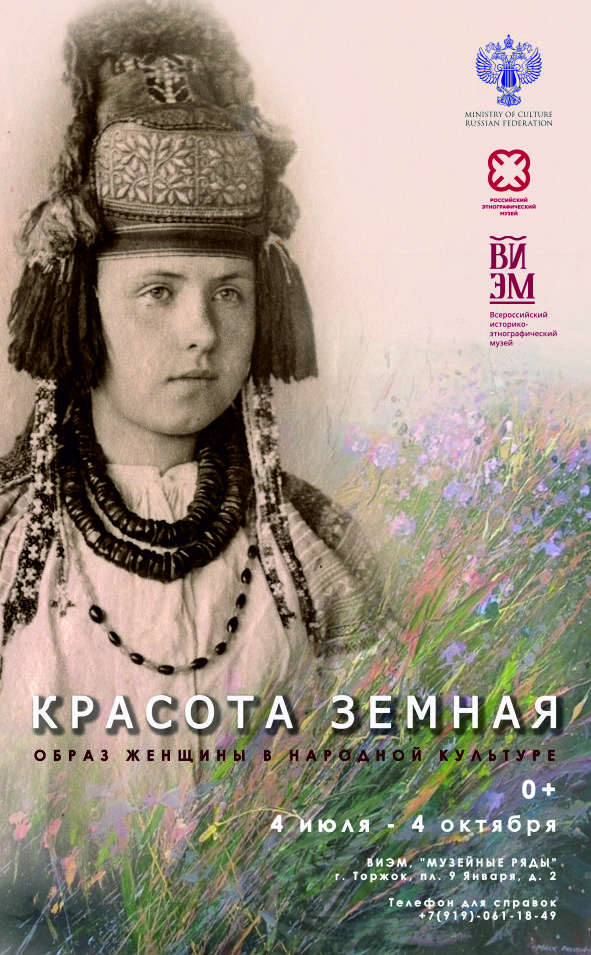 MINISTRY OF CULTURE
RUSSIAN FEDERATION
РОССИЙСКИЙ
ЭТНОГРАФИЧЕСКИЙ
МУЗЕЙ
ВИ
ЭМ
Всероссийский
историко-
этнографический
музей
КРАСОТА ЗЕМНАЯ
ОБРАЗ ЖЕНЩИНЫ В НАРОДНОЙ КУЛЬТУРЕ
0+
4 июля - 4 октября
ВИЭМ, "МУЗЕЙНЫЕ РЯДЫ"
г. Торжок, пл. 9 Января, д. 2
Телефон для справок
+7(919)-061-18-49